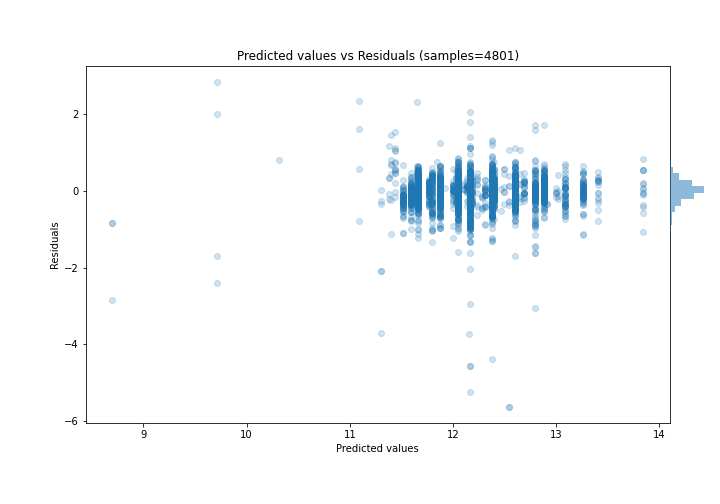 Predicted values vs Residuals (samples=4801)
2
0
−2
−4
−6
Residuals
9 10 11 12 13 14
Predicted values